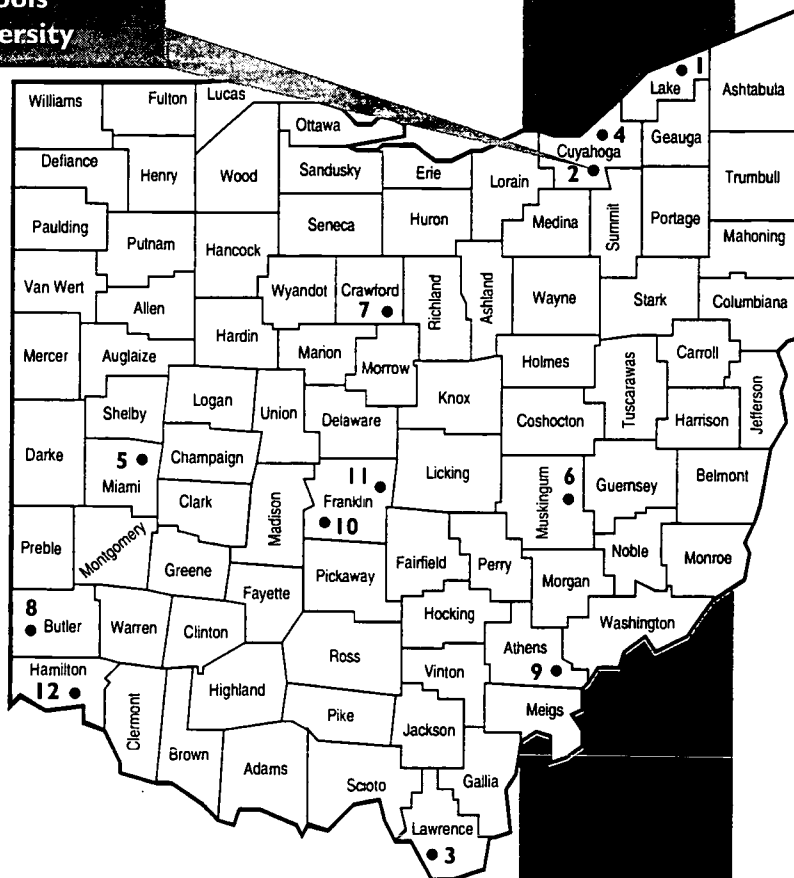 ools
ersity
1
Lake
Ashtabula
Williams
Fulton
Lucas
Ottawa
4
Cuyahoga
2
Geauga
Defiance
Henry
Wood
Sandusky
Erie
Lorain
Trumbull
Paulding
Putnam
Hancock
Seneca
Huron
Medina
Summit
Portage
Mahoning
Van Wert
Allen
Wyandot
Crawford
7
Richland
Ashland
Wayne
Stark
Columbiana
Mercer
Auglaize
Hardin
Marion
Morrow
Holmes
Tuscarawas
Carroll
Jefferson
Shelby
Logan
Union
Delaware
Knox
Coshocton
Harrison
Darke
5
Miami
Champaign
Clark
Madison
11
Franklin
10
Licking
6
Muskingum
Guernsey
Belmont
Preble
Montgomery
Greene
Fayette
Pickaway
Fairfield
Perry
Morgan
Noble
Monroe
8
Butler
Warren
Clinton
Ross
Hocking
Athens
9
Washington
Hamilton
12
Clermont
Brown
Highland
Pike
Vinton
Jackson
Meigs
Adams
Scioto
Gallia
Lawrence
3